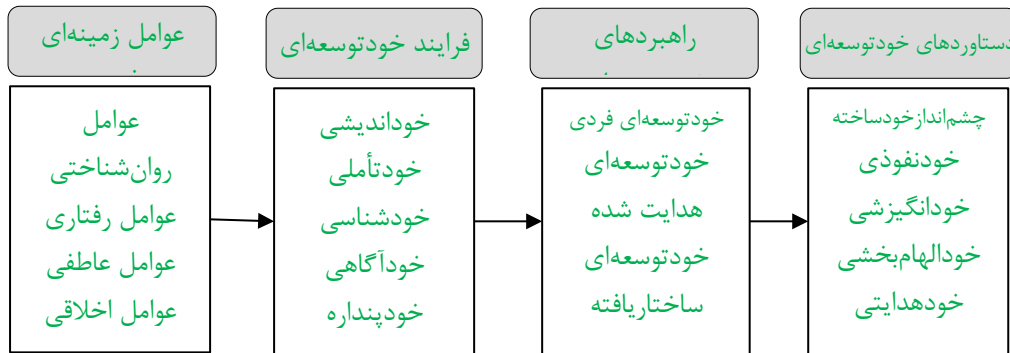 عوامل زمینه‌ای
فرایند خودتوسعه‌ای
راهبردهای
دستاوردهای خودتوسعه‌ای
عوامل
روان‌شناختی
عوامل رفتاری
عوامل عاطفی
عوامل اخلاقی
خوداندیشی
خودتأملی
خودشناسی
خودآگاهی
خودپنداره
خودتوسعه‌ای فردی
خودتوسعه‌ای
هدایت شده
خودتوسعه‌ای
ساختاریافته
چشم‌اندازخودساخته
خودنفوذی
خودانگیزشی
خودالهام‌بخشی
خودهدایتی